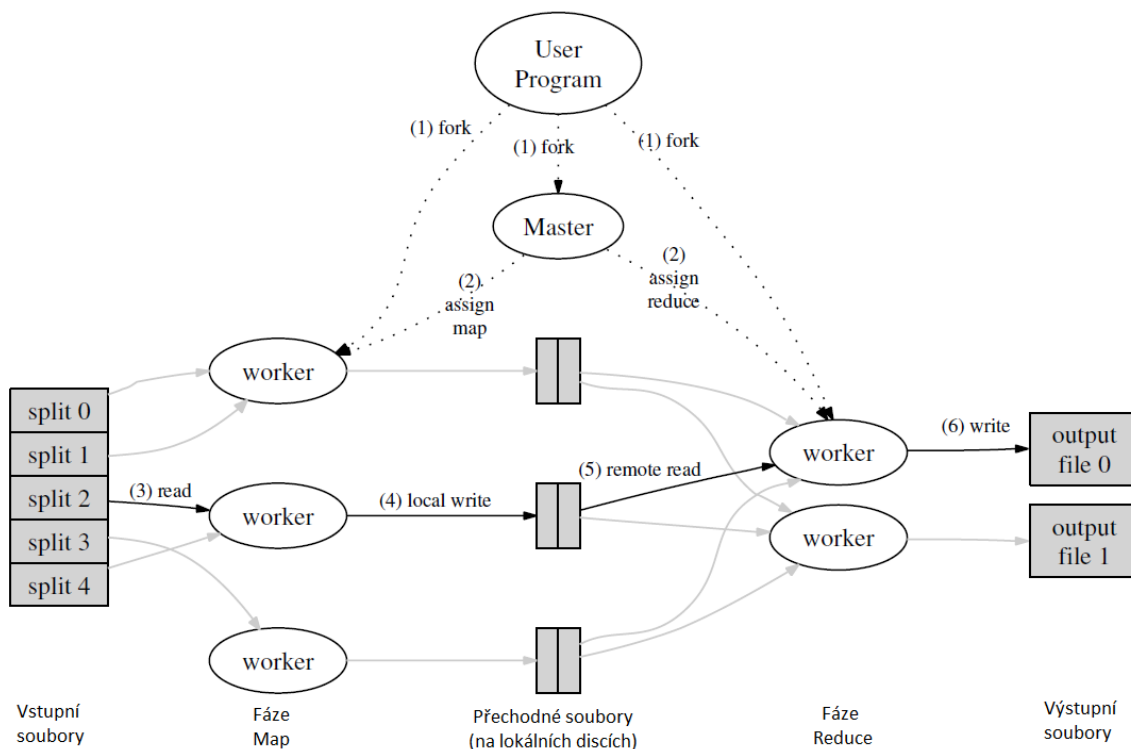 User
Program
(1) fork
(1) fork
(1) fork
Master
(2)
assign
map
(2)
assign
reduce
worker
split 0
split 1
split 2
split 3
split 4
(3) read
worker
(4) local write
(5) remote read
worker
worker
worker
(6) write
output
file 0
output
file 1
Vstupní
soubory
Fáze
Map
Přechodné soubory
(na lokálních discích)
Fáze
Reduce
Výstupní
soubory